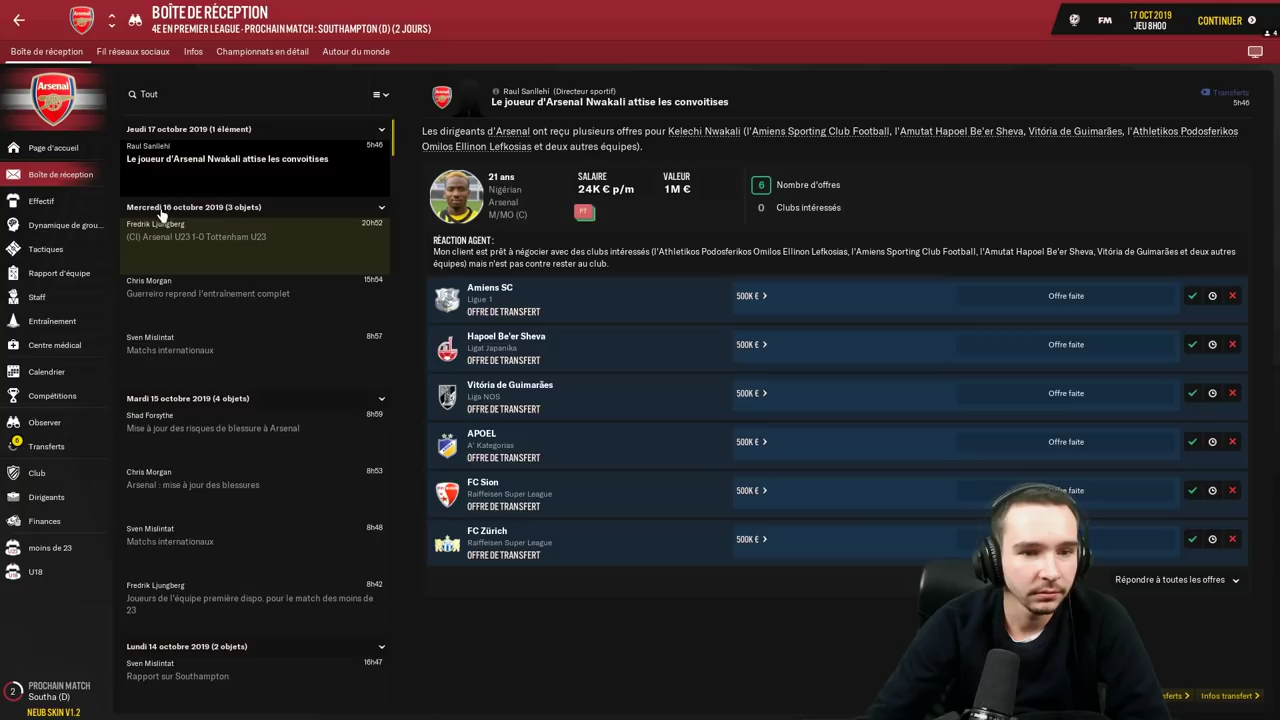 BOÎTE DE RÉCEPTION
4E EN PREMIER LEAGUE - PROCHAIN MATCH : SOUTHAMPTON (D) (2 JOURS)
FM
17 OCT 2019
JEU 8H00
CONTINUER
4
Boîte de réception
Fil réseaux sociaux
Infos
Championnats en détail
Autour du monde
Arsenal
Page d'accueil
Boîte de réception
Effectif
Dynamique de grou...
Tactiques
Rapport d'équipe
Staff
Entraînement
Centre médical
Calendrier
Compétitions
Observer
6
Transferts
Club
Dirigeants
Finances
moins de 23
U18
2
PROCHAIN MATCH
Southa (D)
NEUB SKIN V1.2
Tout
Jeudi 17 octobre 2019 (1 élément)
Raul Sanllehí
5h46
Le joueur d'Arsenal Nwakali attise les convoitises
Mercredi 16 octobre 2019 (3 objets)
Fredrik Ljungberg
20h52
(CI) Arsenal U23 1-0 Tottenham U23
Chris Morgan
15h54
Guerreiro reprend l'entraînement complet
Sven Mislintat
8h57
Matchs internationaux
Mardi 15 octobre 2019 (4 objets)
Shad Forsythe
8h59
Mise à jour des risques de blessure à Arsenal
Chris Morgan
8h53
Arsenal : mise à jour des blessures
Sven Mislintat
8h48
Matchs internationaux
Fredrik Ljungberg
8h42
Joueurs de l'équipe première dispo. pour le match des moins de
23
Lundi 14 octobre 2019 (2 objets)
Sven Mislintat
16h47
Rapport sur Southampton
Raul Sanllehí (Directeur sportif)
Le joueur d'Arsenal Nwakali attise les convoitises
Transferts
5h46
Les dirigeants d'Arsenal ont reçu plusieurs offres pour Kelechi Nwakali (l'Amiens Sporting Club Football, l'Amutat Hapoel Be'er Sheva, Vitória de Guimarães, l'Athletikos Podosferikos
Omilos Ellinon Lefkosias et deux autres équipes).
21 ans
Nigérian
Arsenal
M/MO (C)
SALAIRE
24K € p/m
VALEUR
1 M €
PT
6
Nombre d'offres
0
Clubs intéressés
RÉACTION AGENT :
Mon client est prêt à négocier avec des clubs intéressés (l'Athletikos Podosferikos Omilos Ellinon Lefkosias, l'Amiens Sporting Club Football, l'Amutat Hapoel Be'er Sheva, Vitória de Guimarães et deux autres
équipes) mais n'est pas contre rester au club.
Amiens SC
Ligue 1
OFFRE DE TRANSFERT
500K €
Offre faite
Hapoel Be'er Sheva
Ligat Japanika
OFFRE DE TRANSFERT
500K €
Offre faite
Vitória de Guimarães
Liga NOS
OFFRE DE TRANSFERT
500K €
Offre faite
APOEL
A' Kategorias
OFFRE DE TRANSFERT
500K €
Offre faite
FC Sion
Raiffeisen Super League
OFFRE DE TRANSFERT
500K €
Offre faite
FC Zürich
Raiffeisen Super League
OFFRE DE TRANSFERT
500K €
Répondre à toutes les offres
Infos transfert